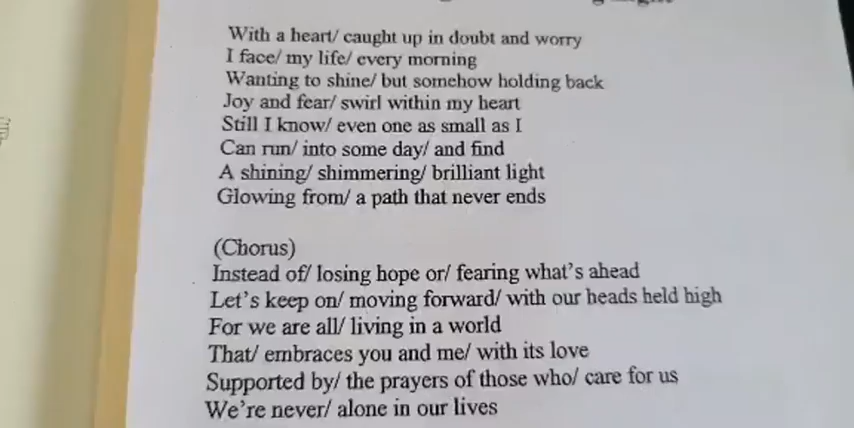 With a heart/ caught up in doubt and worry
I face/ my life/ every morning
Wanting to shine/ but somehow holding back
Joy and fear/ swirl within my heart
Still I know/ even one as small as I
Can run/ into some day/ and find
A shining/ shimmering/ brilliant light
Glowing from/ a path that never ends
(Chorus)
Instead of/ losing hope or/ fearing what's ahead
Let's keep on/ moving forward/ with our heads held high
For we are all/ living in a world
That/ embraces you and me/ with its love
Supported by/ the prayers of those who/ care for us
We're never/ alone in our lives